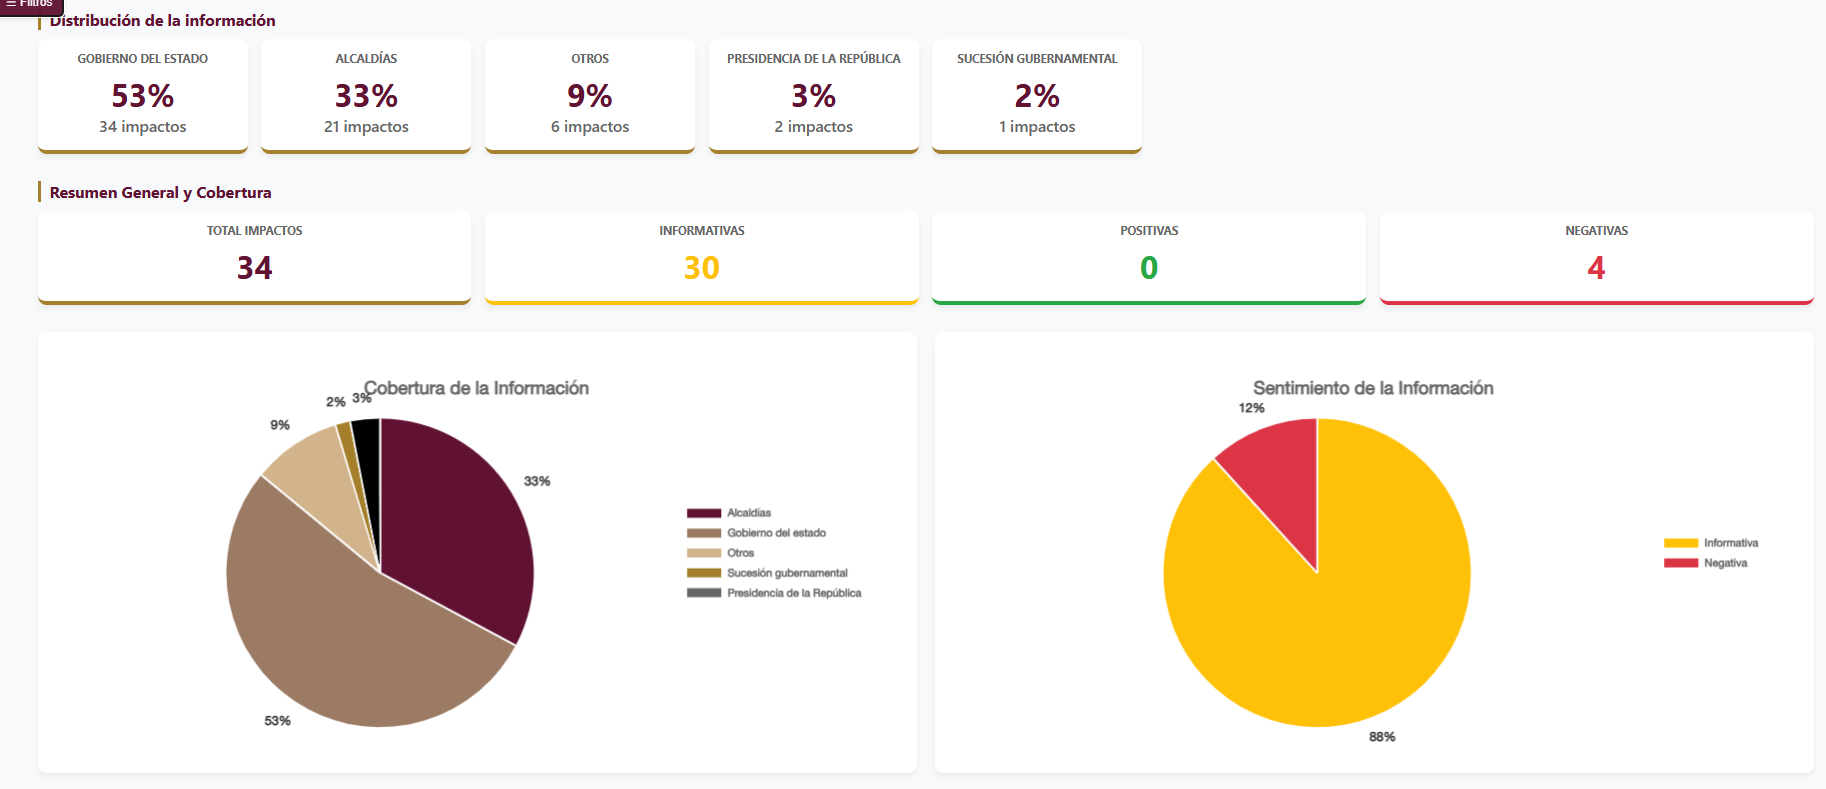 ☰ Filtros
Distribución de la información
GOBIERNO DEL ESTADO
53%
34 impactos
ALCALDÍAS
33%
21 impactos
OTROS
9%
6 impactos
PRESIDENCIA DE LA REPÚBLICA
3%
2 impactos
SUCESIÓN GUBERNAMENTAL
2%
1 impactos
Resumen General y Cobertura
TOTAL IMPACTOS
34
INFORMATIVAS
30
POSITIVAS
0
NEGATIVAS
4
Cobertura de la Información
2%
3%
9%
33%
53%
Alcaldías
Gobierno del estado
Otros
Sucesión gubernamental
Presidencia de la República
Sentimiento de la Información
12%
88%
Informativa
Negativa